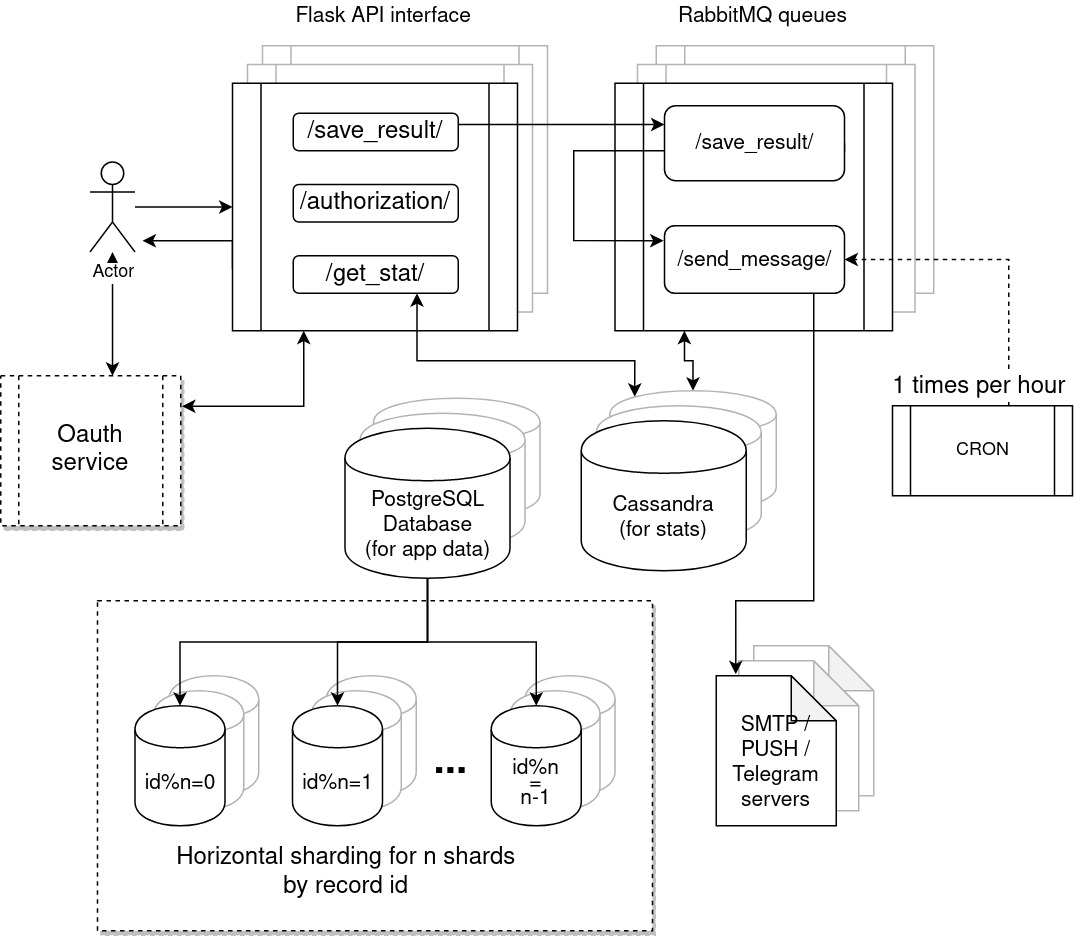 Flask API interface
RabbitMQ queues
/save_result/
/authorization/
/get_stat/
/save_result/
/send_message/
Actor
Oauth
service
1 times per hour
CRON
PostgreSQL
Database
(for app data)
Cassandra
(for stats)
id%n=0
id%n=1
...
id%n
=
n-1
Horizontal sharding for n shards
by record id
SMTP /
PUSH /
Telegram
servers